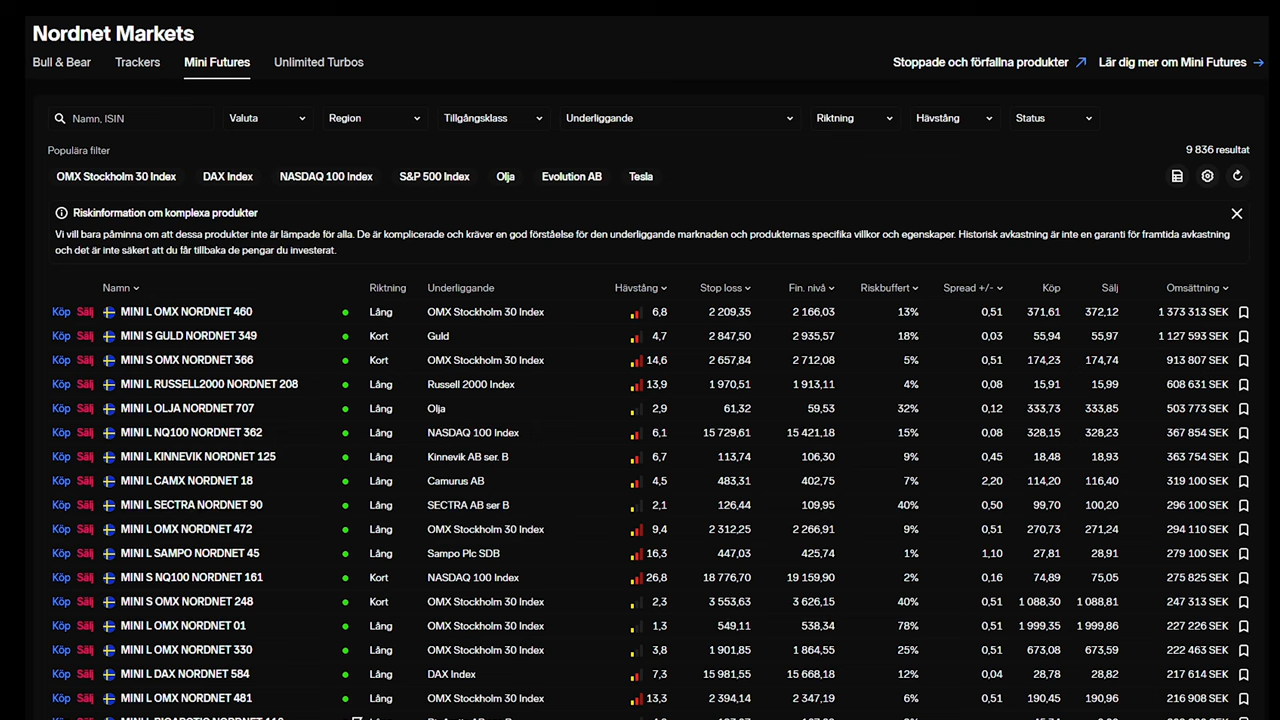 Nordnet Markets
Bull & Bear Trackers Mini Futures Unlimited Turbos Stoppade och förfallna produkter Lär dig mer om Mini Futures
Namn, ISIN Valuta Region Tillgångsklass Underliggande Riktning Hävstång Status
Populära filter 9 836 resultat
OMX Stockholm 30 Index DAX Index NASDAQ 100 Index S&P 500 Index Olja Evolution AB Tesla
Riskinformation om komplexa produkter
Vi vill bara påminna om att dessa produkter inte är lämpade för alla. De är komplicerade och kräver en god förståelse för den underliggande marknaden och produkternas specifika villkor och egenskaper. Historisk avkastning är inte en garanti för framtida avkastning
och det är inte säkert att du får tillbaka de pengar du investerat.
Namn Riktning Underliggande Hävstång Stop loss Fin. nivå Riskbuffert Spread +/- Köp Sälj Omsättning
Köp Sälj MINI L OMX NORDNET 460 Lång OMX Stockholm 30 Index 6,8 2 209,35 2 166,03 13% 0,51 371,61 372,12 1 373 313 SEK
Köp Sälj MINI S GULD NORDNET 349 Kort Guld 4,7 2 847,50 2 935,57 18% 0,03 55,94 55,97 1 127 593 SEK
Köp Sälj MINI S OMX NORDNET 366 Kort OMX Stockholm 30 Index 14,6 2 657,84 2 712,08 5% 0,51 174,23 174,74 913 807 SEK
Köp Sälj MINI L RUSSELL2000 NORDNET 208 Lång Russell 2000 Index 13,9 1 970,51 1 913,11 4% 0,08 15,91 15,99 608 631 SEK
Köp Sälj MINI L OLJA NORDNET 707 Lång Olja 2,9 61,32 59,53 32% 0,12 333,73 333,85 503 773 SEK
Köp Sälj MINI L NQ100 NORDNET 362 Lång NASDAQ 100 Index 6,1 15 729,61 15 421,18 15% 0,08 328,15 328,23 367 854 SEK
Köp Sälj MINI L KINNEVIK NORDNET 125 Lång Kinnevik AB ser. B 6,7 113,74 106,30 9% 0,45 18,48 18,93 363 754 SEK
Köp Sälj MINI L CAMX NORDNET 18 Lång Camurus AB 4,5 483,31 402,75 7% 2,20 114,20 116,40 319 100 SEK
Köp Sälj MINI L SECTRA NORDNET 90 Lång SECTRA AB ser B 2,1 126,44 109,95 40% 0,50 99,70 100,20 296 100 SEK
Köp Sälj MINI L OMX NORDNET 472 Lång OMX Stockholm 30 Index 9,4 2 312,25 2 266,91 9% 0,51 270,73 271,24 294 110 SEK
Köp Sälj MINI L SAMPO NORDNET 45 Lång Sampo Plc SDB 16,3 447,03 425,74 1% 1,10 27,81 28,91 279 100 SEK
Köp Sälj MINI S NQ100 NORDNET 161 Kort NASDAQ 100 Index 26,8 18 776,70 19 159,90 2% 0,16 74,89 75,05 275 825 SEK
Köp Sälj MINI S OMX NORDNET 248 Kort OMX Stockholm 30 Index 2,3 3 553,63 3 626,15 40% 0,51 1 088,30 1 088,81 247 313 SEK
Köp Sälj MINI L OMX NORDNET 01 Lång OMX Stockholm 30 Index 1,3 549,11 538,34 78% 0,51 1 999,35 1 999,86 227 226 SEK
Köp Sälj MINI L OMX NORDNET 330 Lång OMX Stockholm 30 Index 3,8 1 901,85 1 864,55 25% 0,51 673,08 673,59 222 463 SEK
Köp Sälj MINI L DAX NORDNET 584 Lång DAX Index 7,3 15 981,55 15 668,18 12% 0,04 28,78 28,82 217 614 SEK
Köp Sälj MINI L OMX NORDNET 481 Lång OMX Stockholm 30 Index 13,3 2 394,14 2 347,19 6% 0,51 190,45 190,96 216 908 SEK